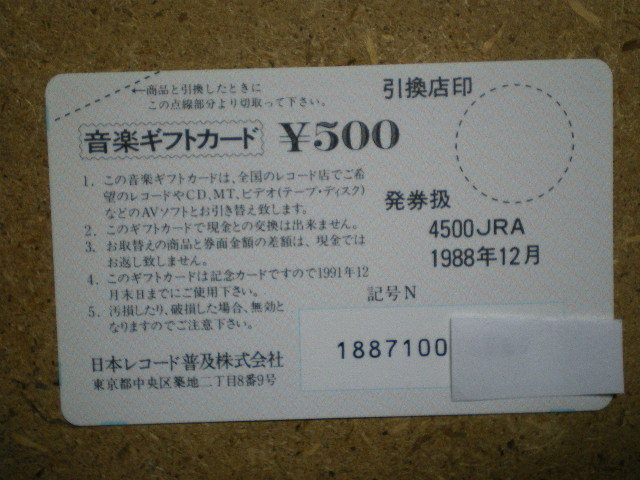 ←商品と引換したときに
この点線部分より切取って下さい。
引換店印
音楽ギフトカード ¥500
1. この音楽ギフトカードは、全国のレコード店でご希
望のレコードやCD、MT、ビデオ(テープ・ディスク)
などのAVソフトとお引き替え致します。
2. このギフトカードで現金との交換は出来ません。
3. お取替えの商品と券面金額の差額は、現金では
お返し致しません。
4. このギフトカードは記念カードですので1991年12
月末日までにご使用下さい。
5. 汚損したり、破損した場合、無効と
なりますのでご注意下さい。
発券扱
4500JRA
1988年12月
記号N
1887100
日本レコード普及株式会社
東京都中央区築地二丁目8番9号